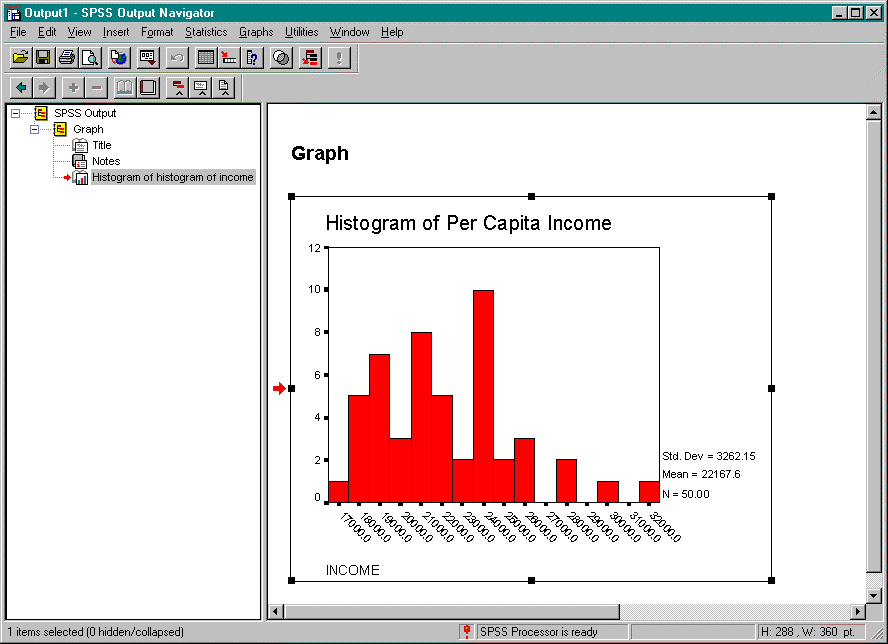 Output1 - SPSS Output Navigator
File Edit View Insert Format Statistics Graphs Utilities Window Help
SPSS Output
Graph
Title
Notes
Histogram of histogram of income
Graph
Histogram of Per Capita Income
12
10
8
6
4
2
0
Std. Dev = 3262.15
Mean = 22167.6
N = 50.00
17000.0
18000.0
19000.0
20000.0
21000.0
22000.0
23000.0
24000.0
25000.0
26000.0
27000.0
28000.0
29000.0
30000.0
31000.0
32000.0
INCOME
1 items selected (0 hidden/collapsed)
SPSS Processor is ready
H: 288 , W: 360 pt.